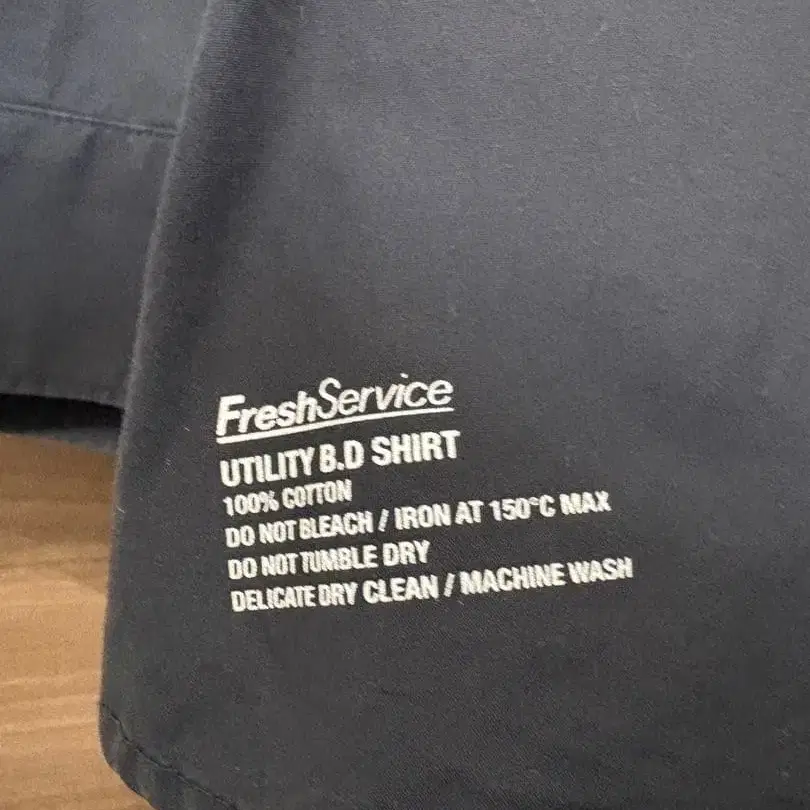 FreshService
UTILITY B.D SHIRT
100% COTTON
DO NOT BLEACH / IRON AT 150°C MAX
DO NOT TUMBLE DRY
DELICATE DRY CLEAN / MACHINE WASH